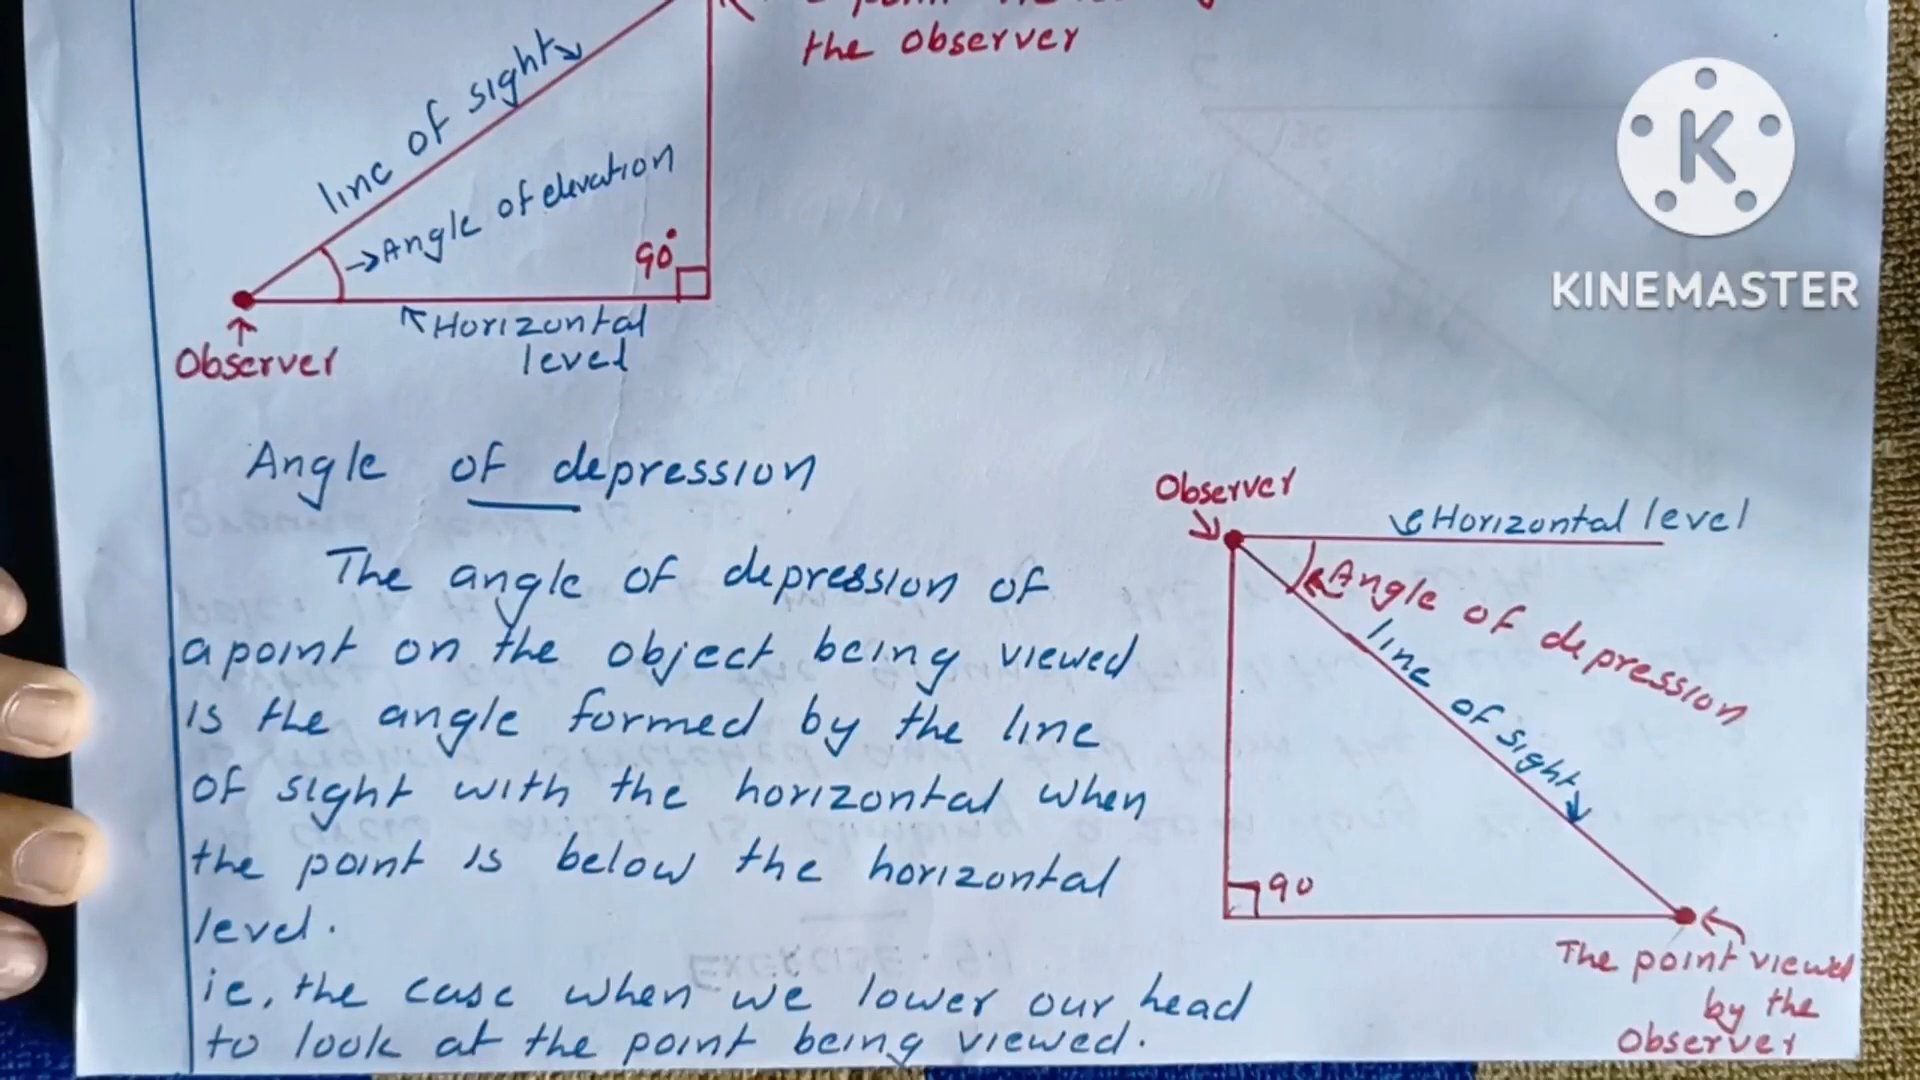 the Observer
line of sight
Angle of elevation
90°
Horizontal
level
Observer
KINEMASTER
Angle of depression
The angle of depression of
a point on the object being viewed
is the angle formed by the line
of sight with the horizontal when
the point is below the horizontal
level.
ie, the case when we lower our head
to look at the point being viewed.
Observer
Horizontal level
Angle of depression
line of sight
90
The point viewed
by the
Observer